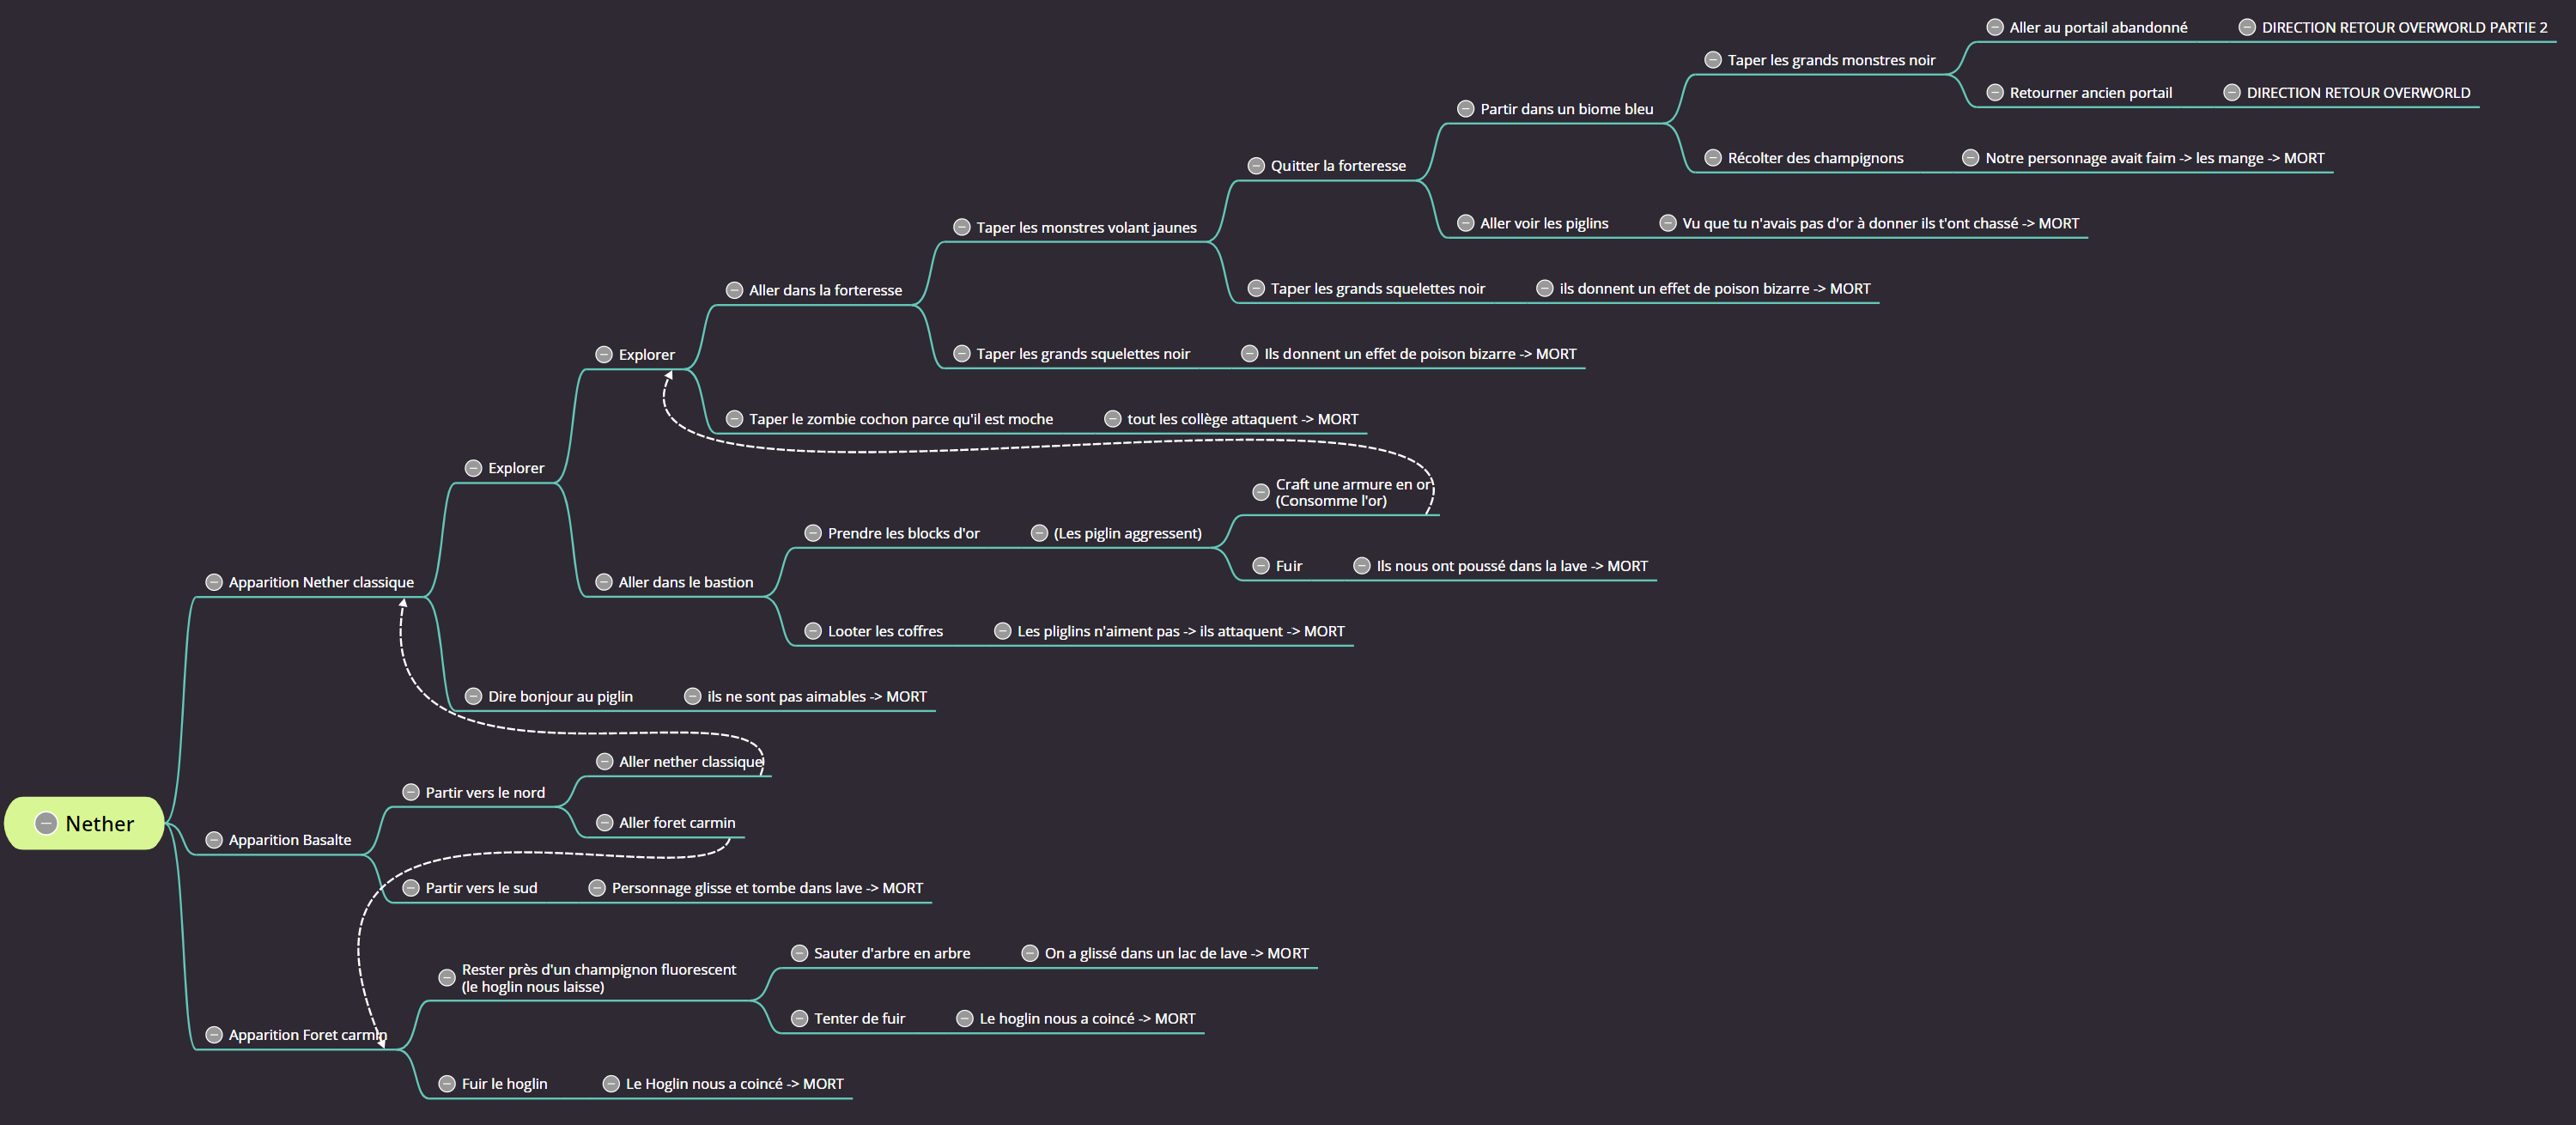 Aller au portail abandonné
DIRECTION RETOUR OVERWORLD PARTIE 2
Taper les grands monstres noir
Retourner ancien portail
DIRECTION RETOUR OVERWORLD
Partir dans un biome bleu
Récolter des champignons
Notre personnage avait faim -> les mange -> MORT
Quitter la forteresse
Aller voir les piglins
Vu que tu n'avais pas d'or à donner ils t'ont chassé -> MORT
Taper les monstres volant jaunes
Taper les grands squelettes noir
ils donnent un effet de poison bizarre -> MORT
Aller dans la forteresse
Taper les grands squelettes noir
Ils donnent un effet de poison bizarre -> MORT
Explorer
Taper le zombie cochon parce qu'il est moche
tout les collège attaquent -> MORT
Explorer
Craft une armure en or
(Consomme l'or)
Prendre les blocks d'or
(Les piglin aggressent)
Fuir
Ils nous ont poussé dans la lave -> MORT
Aller dans le bastion
Looter les coffres
Les pliglins n'aiment pas -> ils attaquent -> MORT
Apparition Nether classique
Dire bonjour au piglin
ils ne sont pas aimables -> MORT
Aller nether classique
Partir vers le nord
Aller foret carmin
Nether
Apparition Basalte
Partir vers le sud
Personnage glisse et tombe dans lave -> MORT
Sauter d'arbre en arbre
On a glissé dans un lac de lave -> MORT
Rester près d'un champignon fluorescent
(le hoglin nous laisse)
Tenter de fuir
Le hoglin nous a coincé -> MORT
Apparition Foret carmin
Fuir le hoglin
Le Hoglin nous a coincé -> MORT